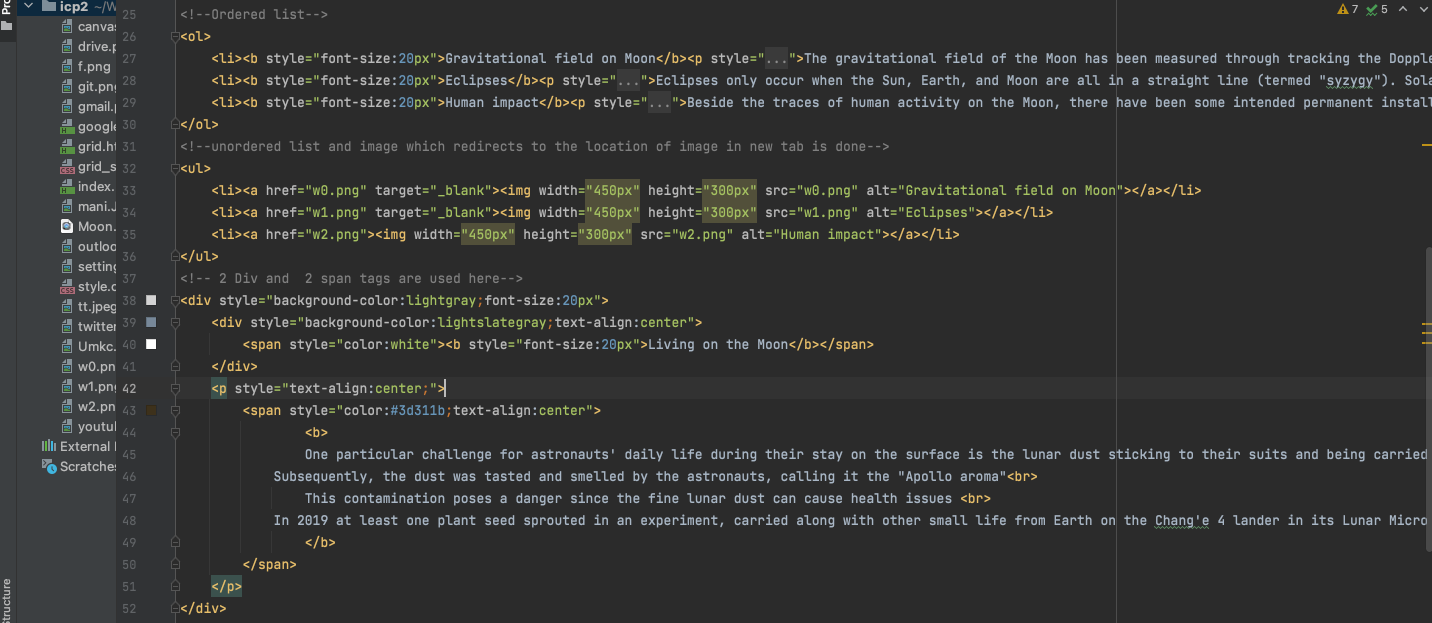 Pro
icp2 ~/W
canvas
drive.p
f.png
git.png
gmail.
google
grid.ht
grid_s
index.
mani.J
Moon.
outloo
setting
style.c
tt.jpeg
twitter
Umkc.
w0.pn
w1.png
w2.pn
youtul
External
Scratches
Structure
7 5
25 <!--Ordered list-->
26 <ol>
27 <li><b style="font-size:20px">Gravitational field on Moon</b><p style="...">The gravitational field of the Moon has been measured through tracking the Dopple
28 <li><b style="font-size:20px">Eclipses</b><p style="...">Eclipses only occur when the Sun, Earth, and Moon are all in a straight line (termed "syzygy"). Sola
29 <li><b style="font-size:20px">Human impact</b><p style="...">Beside the traces of human activity on the Moon, there have been some intended permanent install
30 </ol>
31 <!--unordered list and image which redirects to the location of image in new tab is done-->
32 <ul>
33 <li><a href="w0.png" target="_blank"><img width="450px" height="300px" src="w0.png" alt="Gravitational field on Moon"></a></li>
34 <li><a href="w1.png" target="_blank"><img width="450px" height="300px" src="w1.png" alt="Eclipses"></a></li>
35 <li><a href="w2.png"><img width="450px" height="300px" src="w2.png" alt="Human impact"></a></li>
36 </ul>
37 <!-- 2 Div and  2 span tags are used here-->
38 <div style="background-color:lightgray;font-size:20px">
39 <div style="background-color:lightslategray;text-align:center">
40 <span style="color:white"><b style="font-size:20px">Living on the Moon</b></span>
41 </div>
42 <p style="text-align:center;">
43 <span style="color:#3d311b;text-align:center">
44 <b>
45 One particular challenge for astronauts' daily life during their stay on the surface is the lunar dust sticking to their suits and being carried
46 Subsequently, the dust was tasted and smelled by the astronauts, calling it the "Apollo aroma"<br>
47 This contamination poses a danger since the fine lunar dust can cause health issues <br>
48 In 2019 at least one plant seed sprouted in an experiment, carried along with other small life from Earth on the Chang'e 4 lander in its Lunar Micro
49 </b>
50 </span>
51 </p>
52 </div>